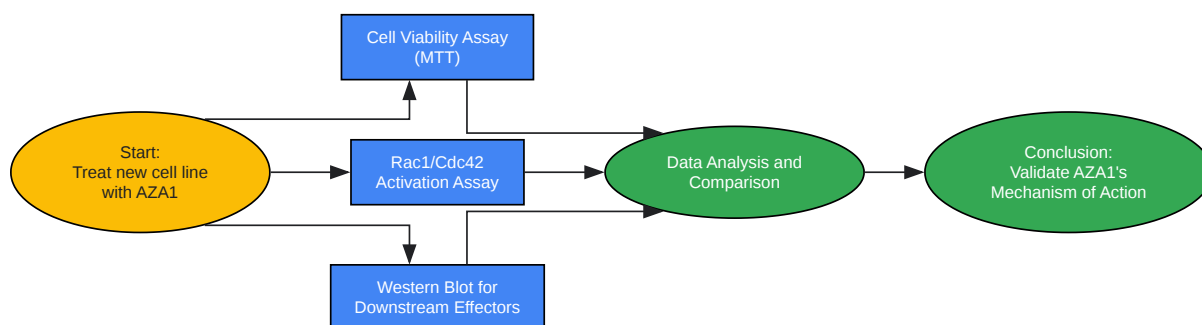 Cell Viability Assay
(MTT)
Start:
Treat new cell line
with AZA1
Rac1/Cdc42
Activation Assay
Data Analysis and
Comparison
Conclusion:
Validate AZA1's
Mechanism of Action
Western Blot for
Downstream Effectors